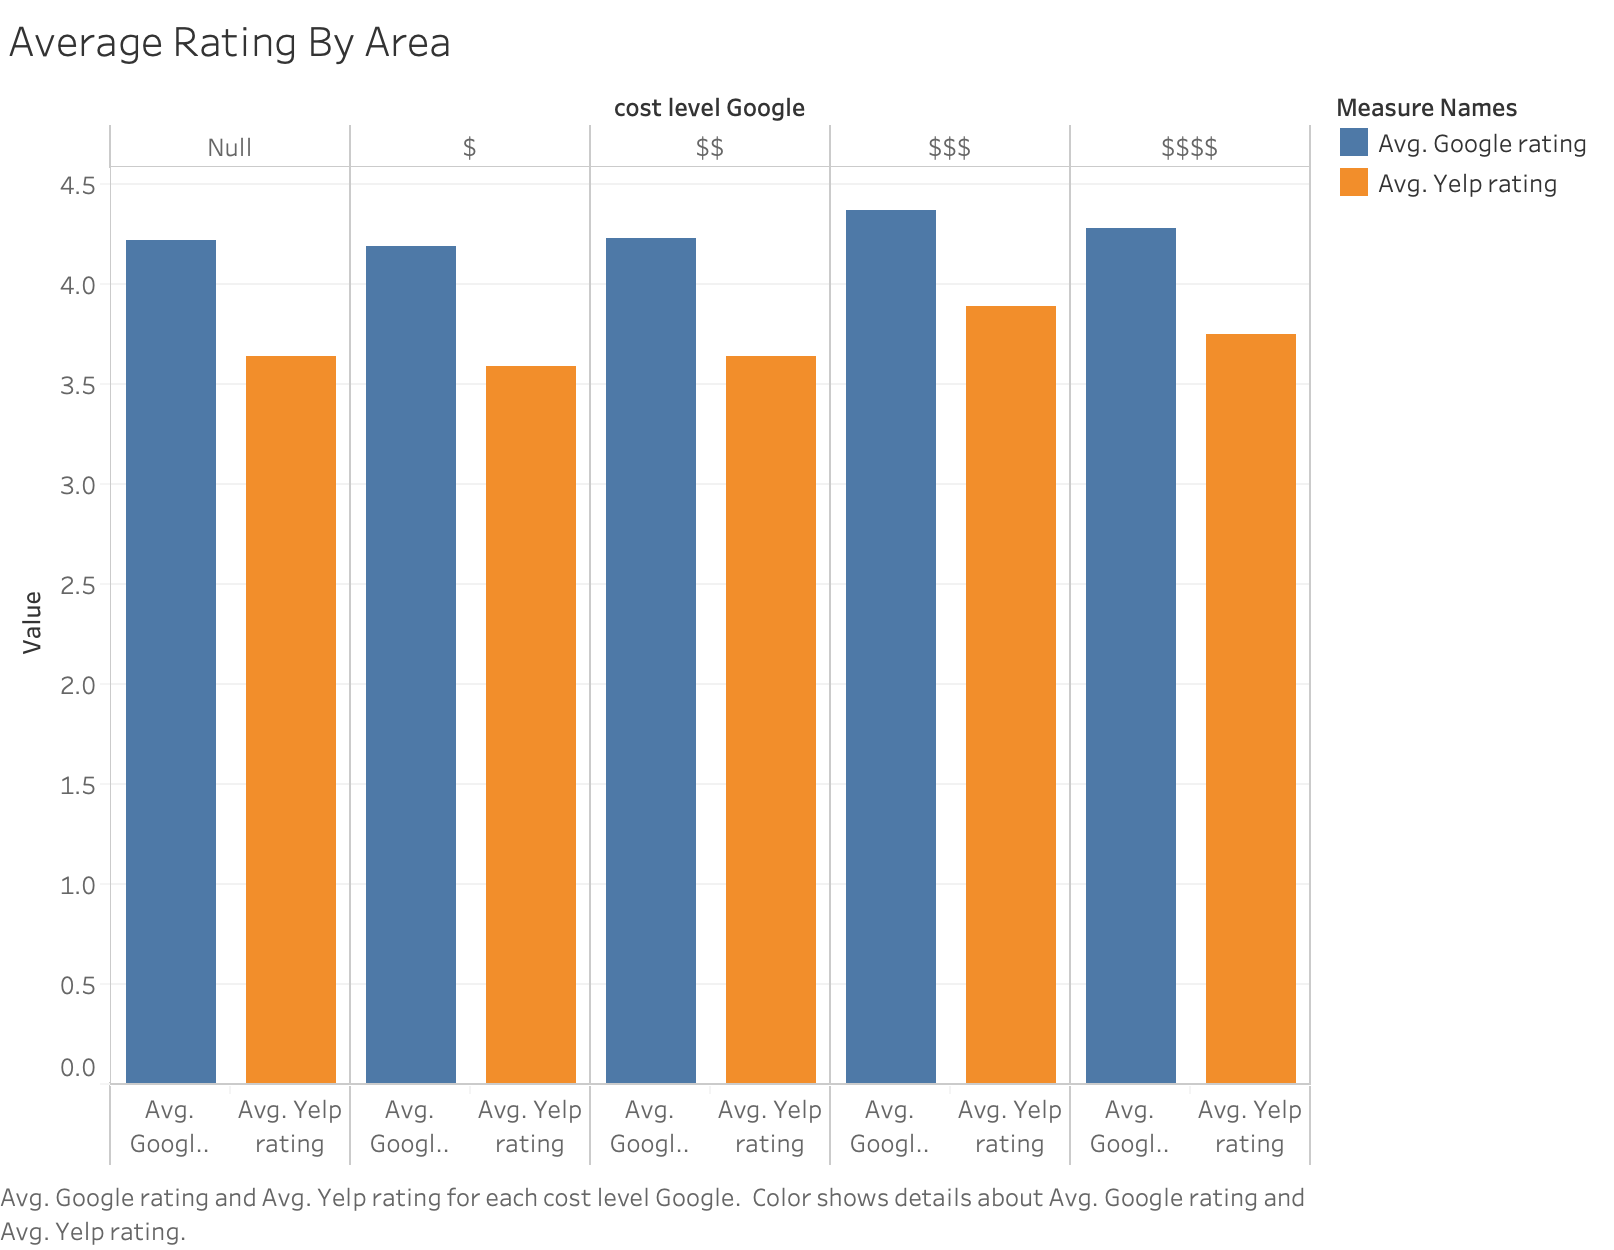 Average Rating By Area
cost level Google
Measure Names
Null $ $$ $$$ $$$$
Avg. Google rating
Avg. Yelp rating
4.5
4.0
3.5
3.0
2.5
2.0
1.5
1.0
0.5
0.0
Value
Avg. Avg. Yelp Avg. Avg. Yelp Avg. Avg. Yelp Avg. Avg. Yelp Avg. Avg. Yelp
Googl.. rating Googl.. rating Googl.. rating Googl.. rating Googl.. rating
Avg. Google rating and Avg. Yelp rating for each cost level Google.  Color shows details about Avg. Google rating and
Avg. Yelp rating.